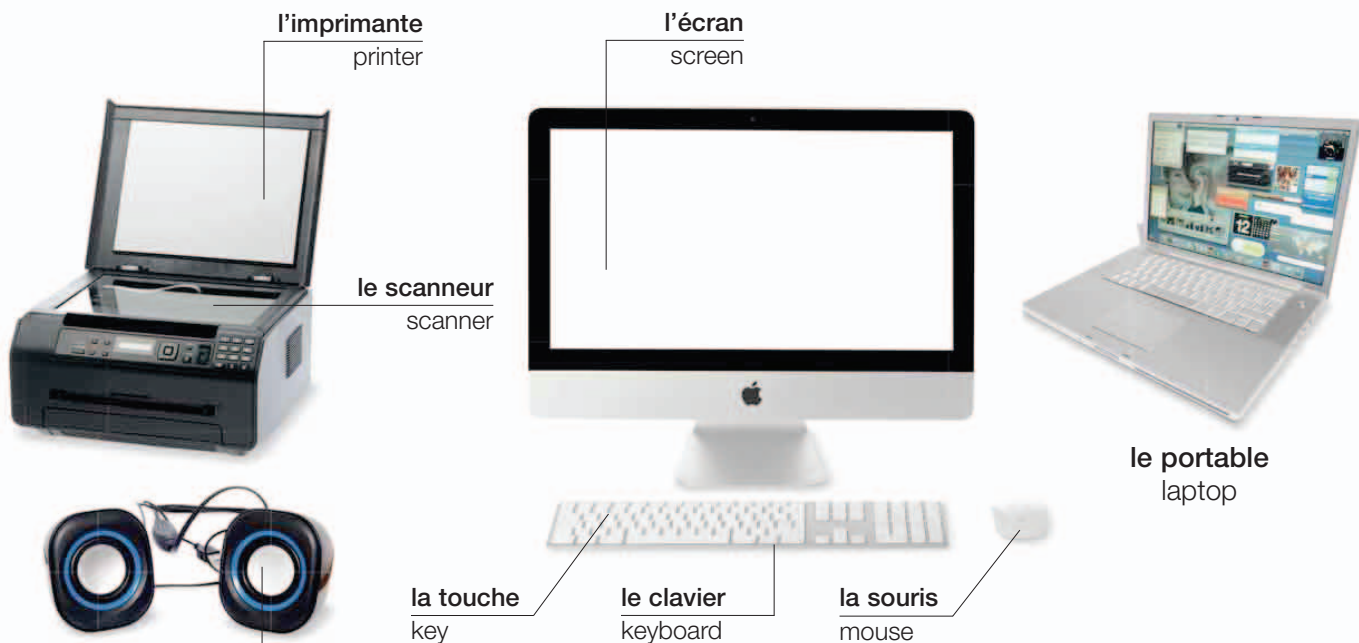 l'imprimante
printer
l'écran
screen
le scanneur
scanner
le portable
laptop
la touche
key
le clavier
keyboard
la souris
mouse